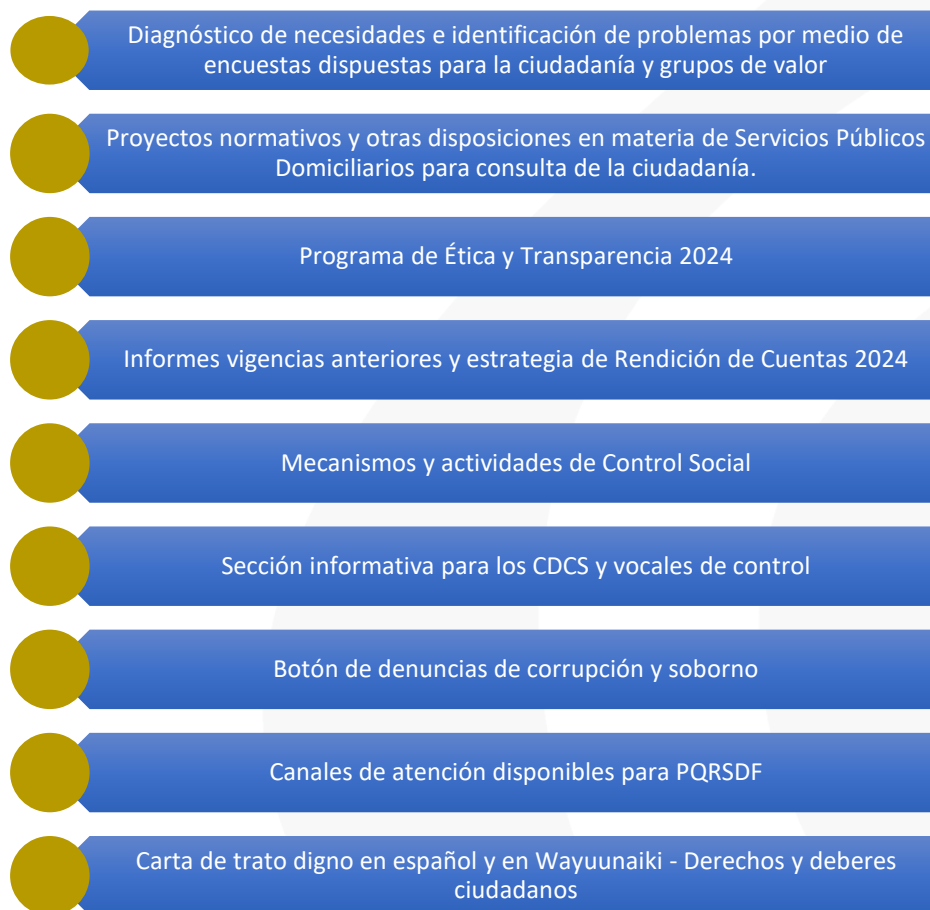 Diagnóstico de necesidades e identificación de problemas por medio de
encuestas dispuestas para la ciudadanía y grupos de valor
Proyectos normativos y otras disposiciones en materia de Servicios Públicos
Domiciliarios para consulta de la ciudadanía.
Programa de Ética y Transparencia 2024
Informes vigencias anteriores y estrategia de Rendición de Cuentas 2024
Mecanismos y actividades de Control Social
Sección informativa para los CDCS y vocales de control
Botón de denuncias de corrupción y soborno
Canales de atención disponibles para PQRSDF
Carta de trato digno en español y en Wayuunaiki - Derechos y deberes
ciudadanos